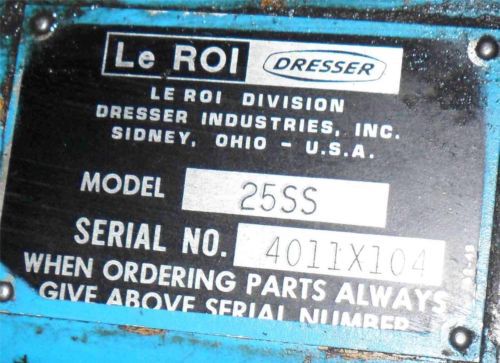 Le ROI DRESSER
LE ROI DIVISION
DRESSER INDUSTRIES, INC.
SIDNEY, OHIO - U.S.A.
MODEL 25SS
SERIAL NO. 4011X104
WHEN ORDERING PARTS ALWAYS
GIVE ABOVE SERIAL NUMBER